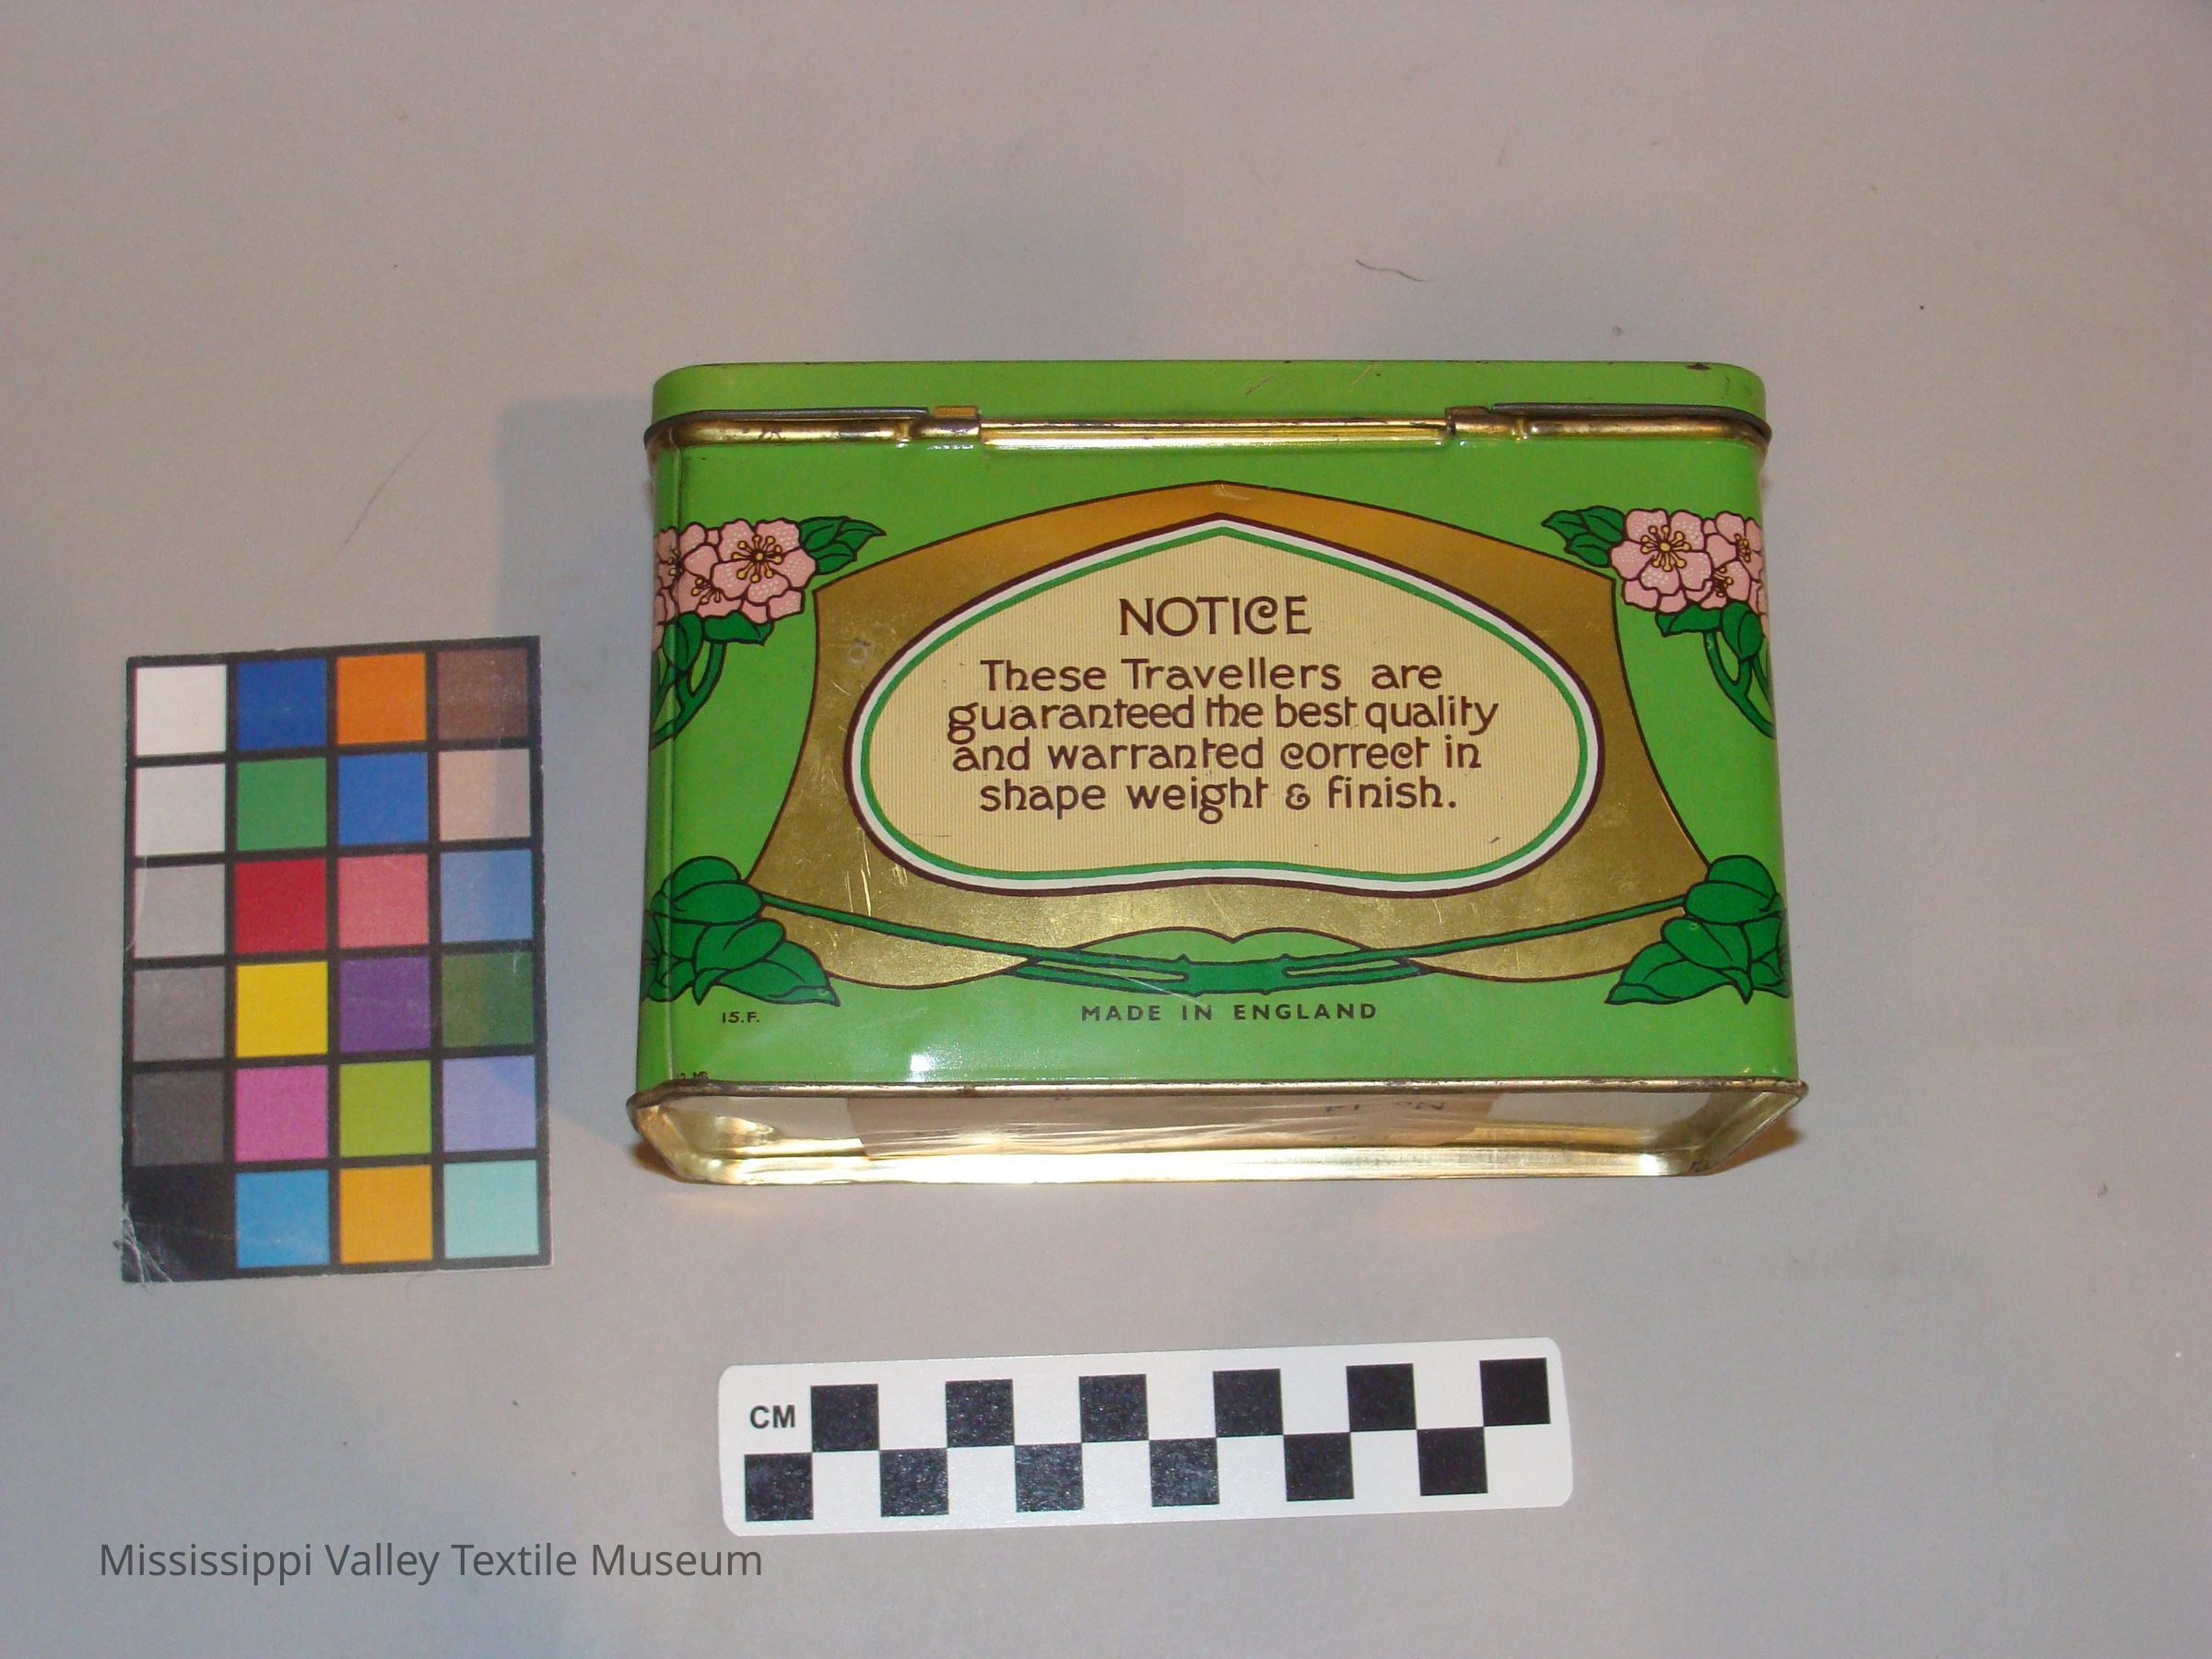 NOTICE
These Travellers are
guaranteed the best quality
and warranted correct in
shape weight & finish.
15.F.
MADE IN ENGLAND
CM
Mississippi Valley Textile Museum